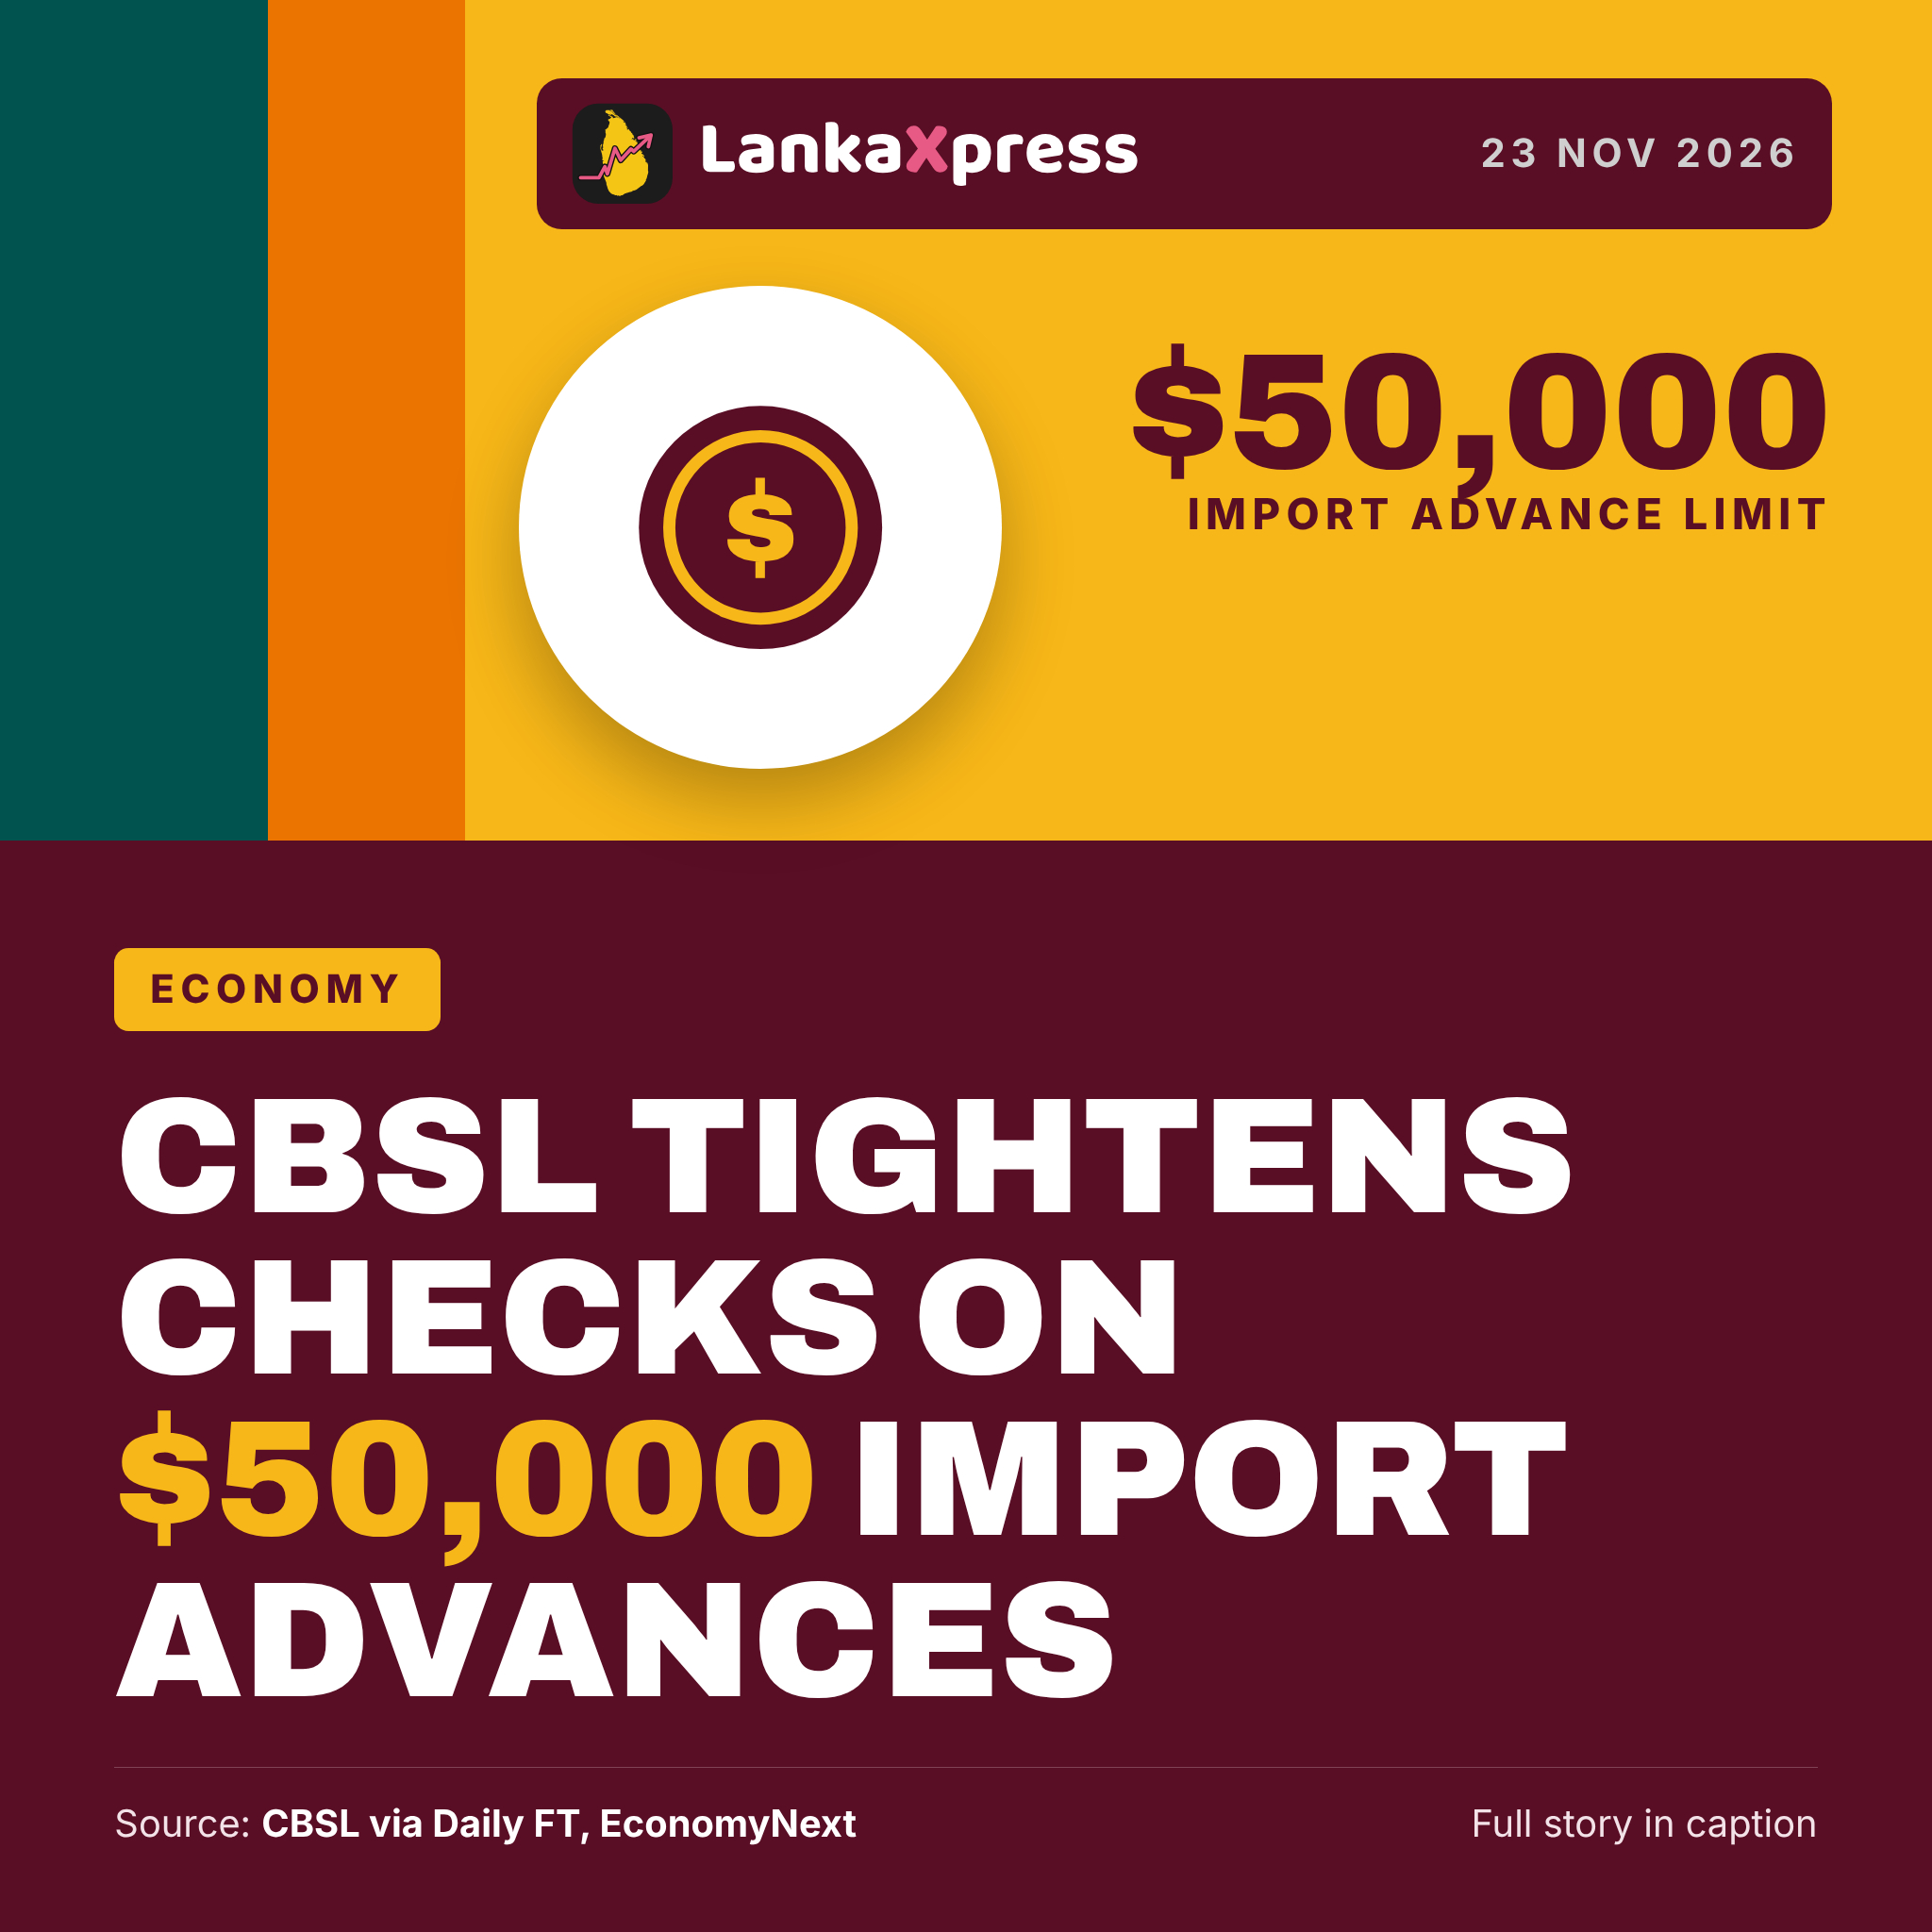 LankaXpress
23 NOV 2026
$50,000
IMPORT ADVANCE LIMIT
$
ECONOMY
CBSL TIGHTENS
CHECKS ON
$50,000 IMPORT
ADVANCES
Source: CBSL via Daily FT, EconomyNext
Full story in caption